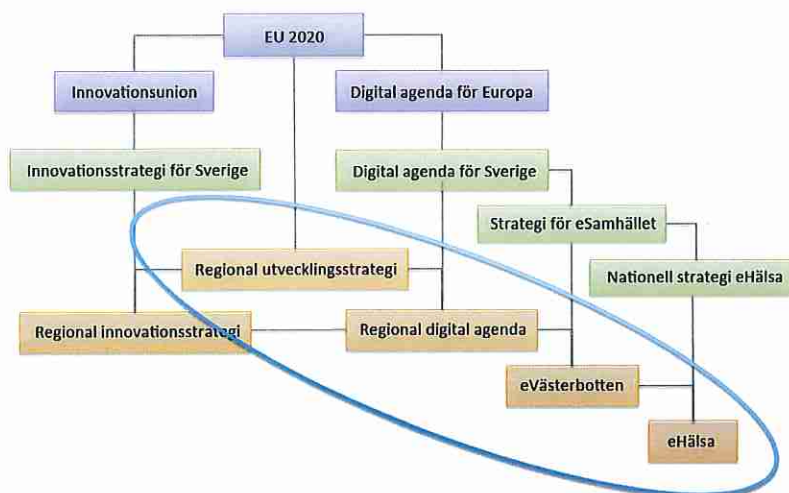 EU 2020
Innovationsunion
Digital agenda för Europa
Innovationsstrategi för Sverige
Digital agenda för Sverige
Strategi för eSamhället
Regional utvecklingsstrategi
Nationell strategi eHälsa
Regional innovationsstrategi
Regional digital agenda
eVästerbotten
eHälsa